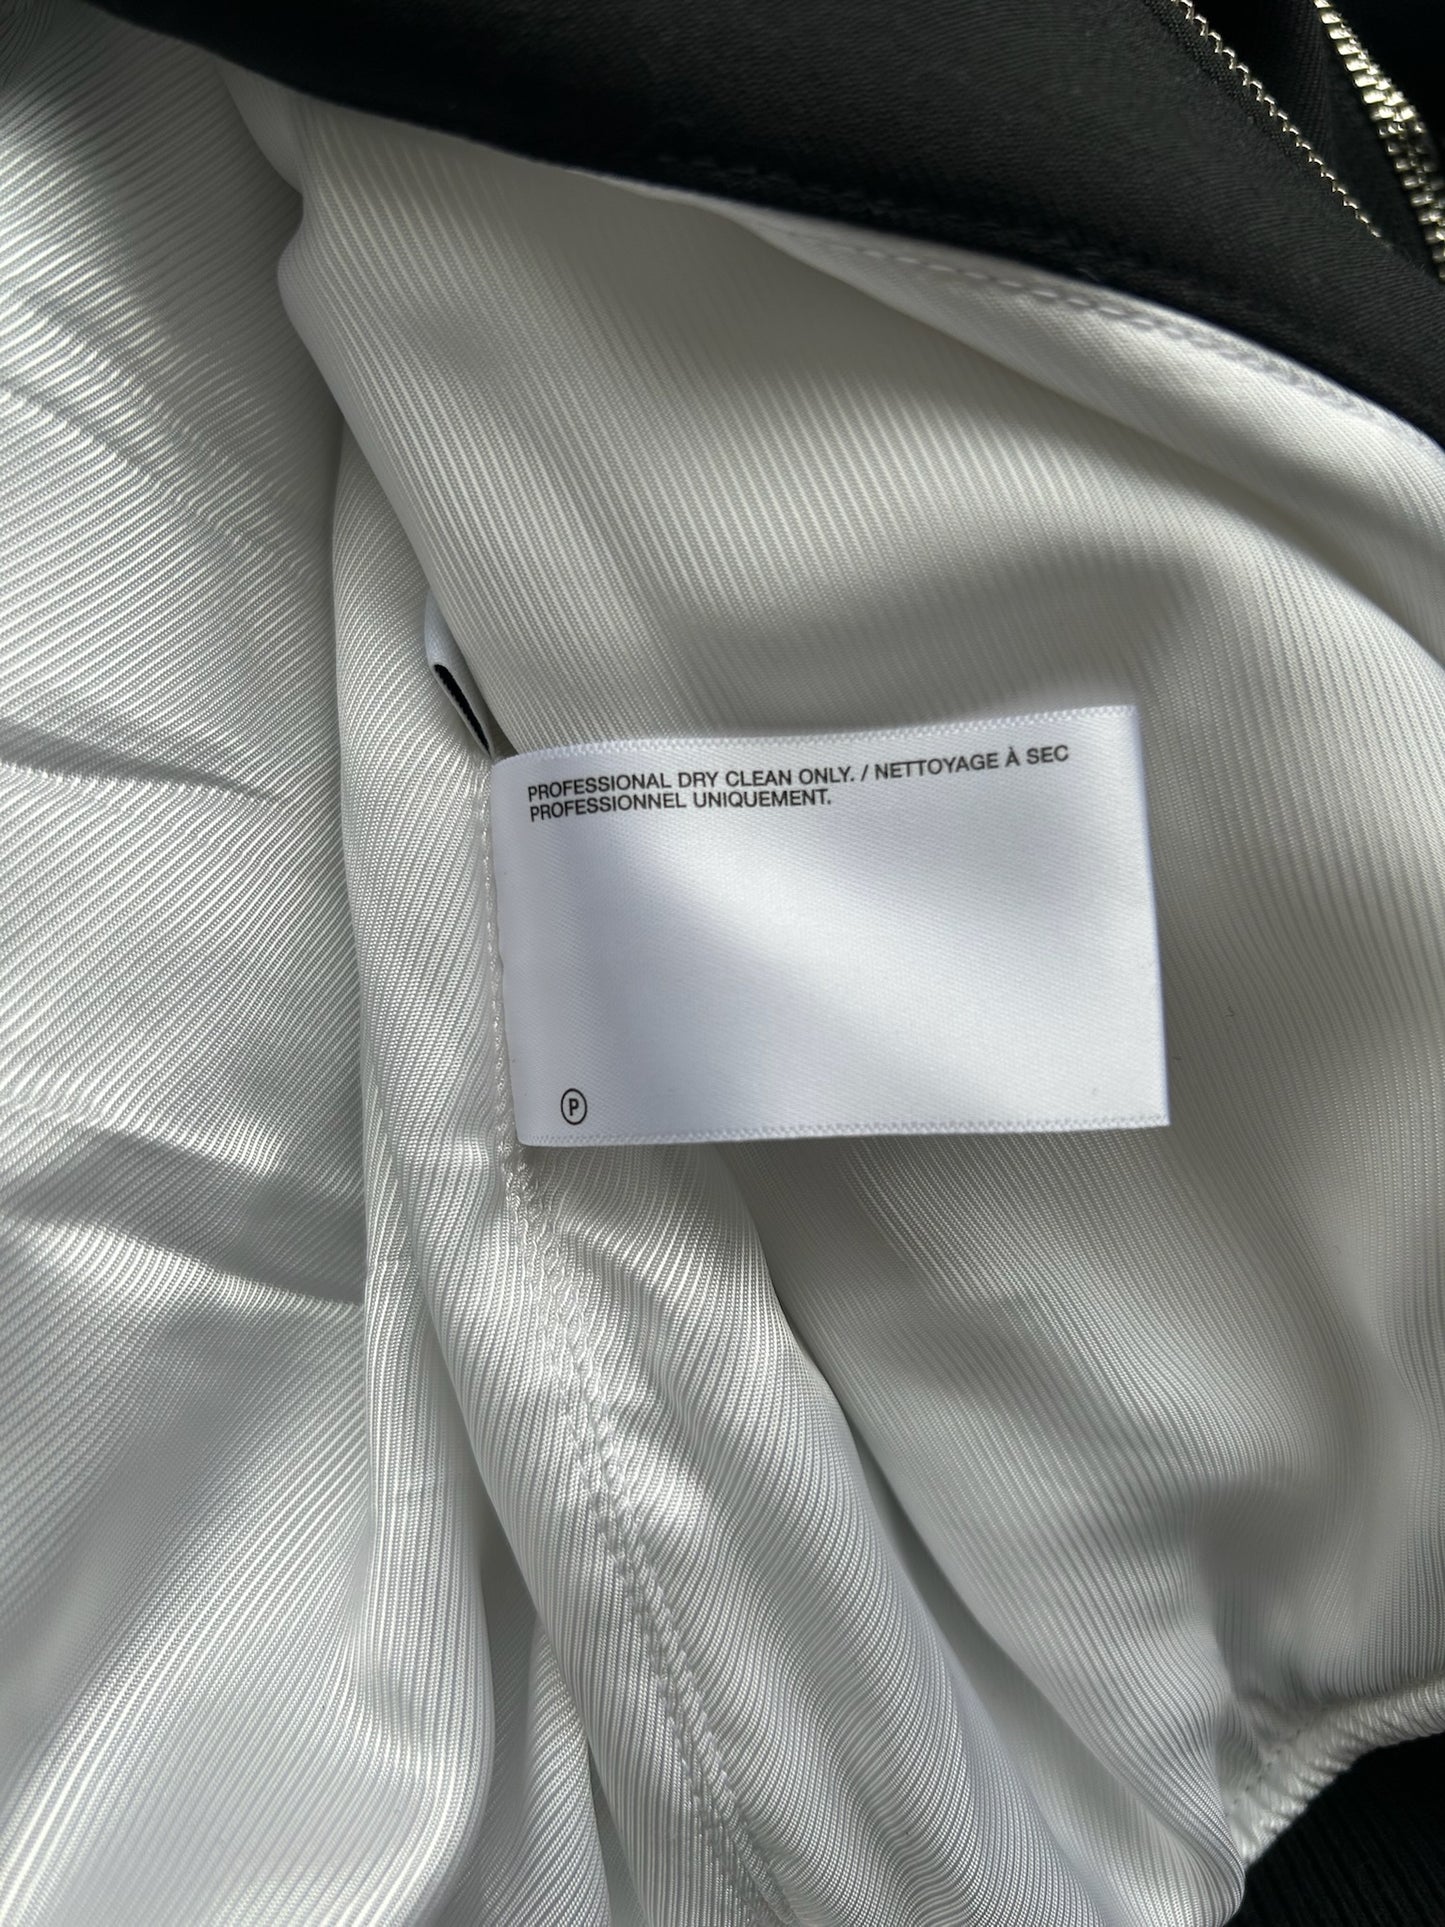 PROFESSIONAL DRY CLEAN ONLY. / NETTOYAGE À SEC
PROFESSIONNEL UNIQUEMENT.
P